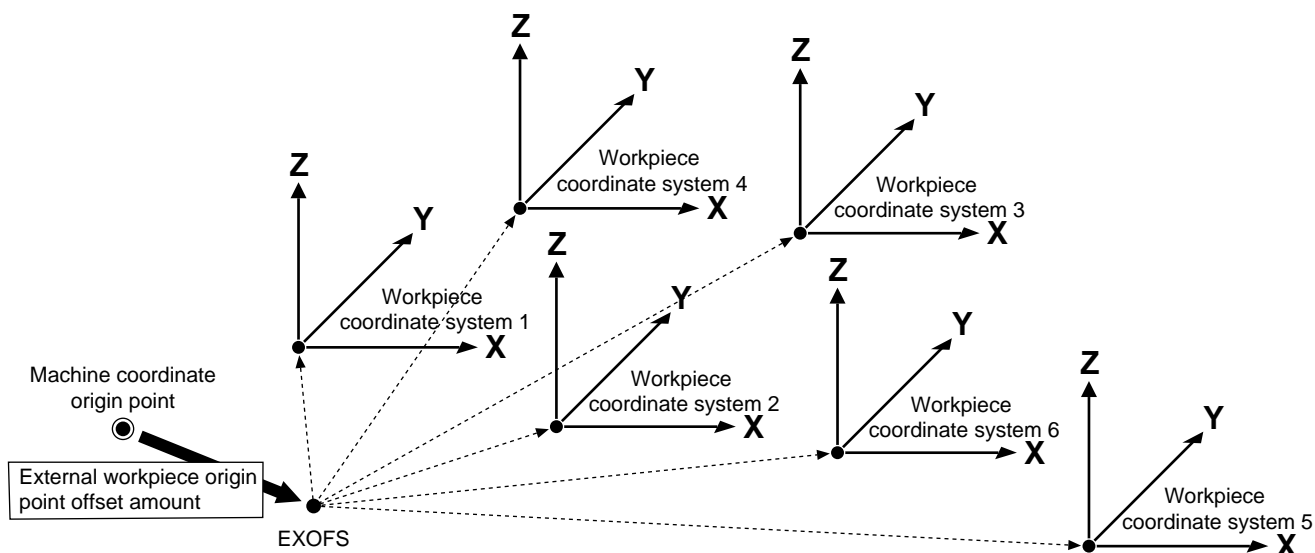 Z
Y
Workpiece
coordinate system 4
X
Z
Y
Workpiece
coordinate system 3
X
Z
Y
Workpiece
coordinate system 1
X
Z
Y
Workpiece
coordinate system 2
X
Z
Y
Workpiece
coordinate system 6
X
Z
Y
Workpiece
coordinate system 5
X
Machine coordinate
origin point
External workpiece origin
point offset amount
EXOFS